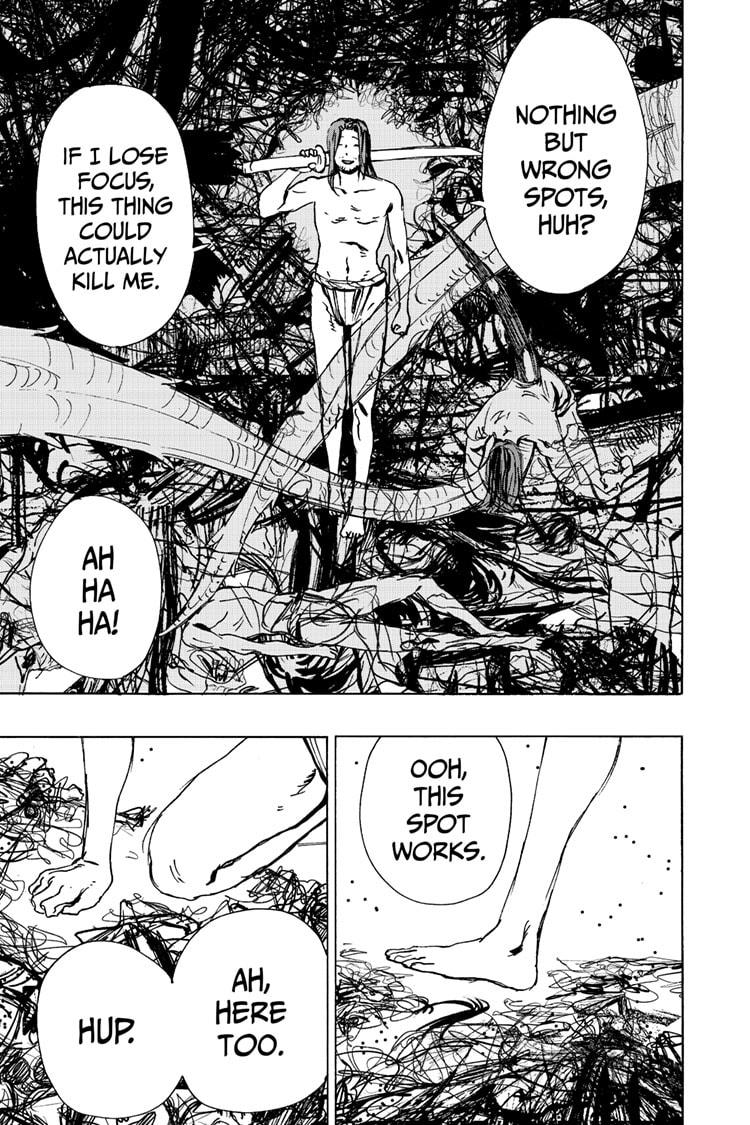 NOTHING
BUT
WRONG
SPOTS,
HUH?
IF I LOSE
FOCUS,
THIS THING
COULD
ACTUALLY
KILL ME.
AH
HA
HA!
OOH,
THIS
SPOT
WORKS.
AH,
HERE
TOO.
HUP.